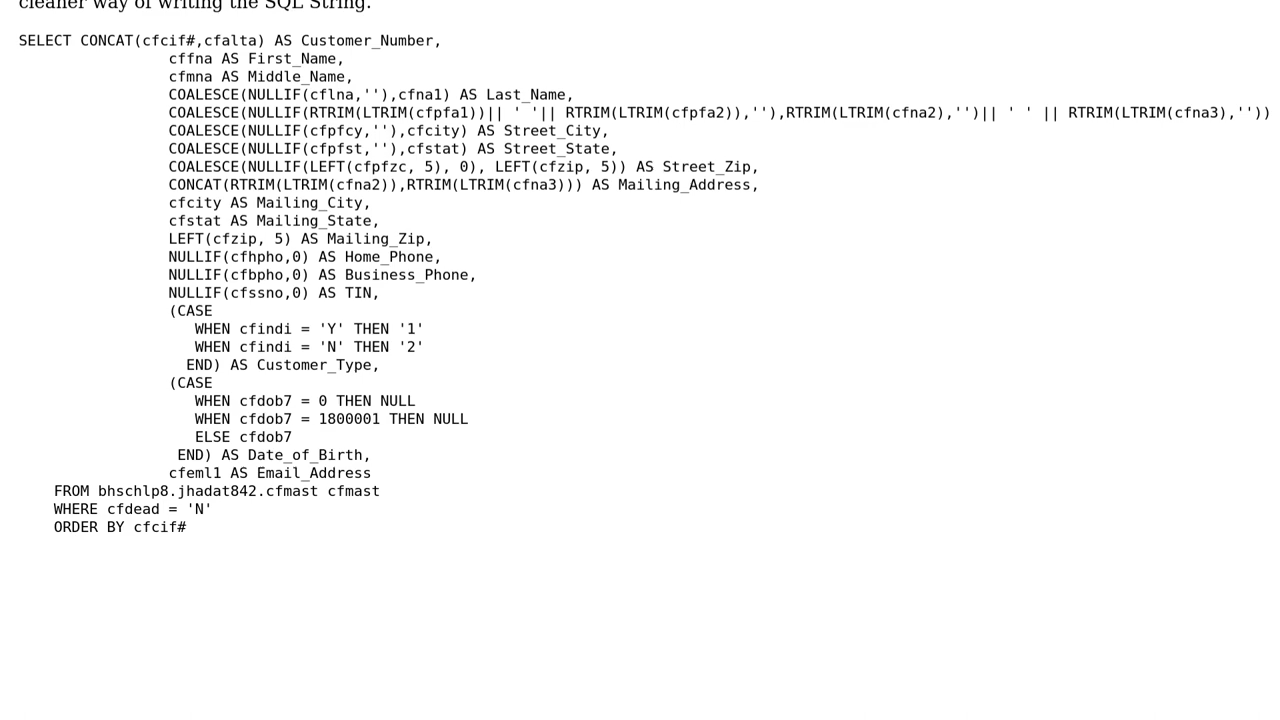 cleaner way of writing the SQL String.
SELECT CONCAT(cfcif#,cfalta) AS Customer_Number,
cffna AS First_Name,
cfmna AS Middle_Name,
COALESCE(NULLIF(cflna,''),cfna1) AS Last_Name,
COALESCE(NULLIF(RTRIM(LTRIM(cfpfa1))|| ' '|| RTRIM(LTRIM(cfpfa2)),''),RTRIM(LTRIM(cfna2),'')|| ' ' || RTRIM(LTRIM(cfna3),''))
COALESCE(NULLIF(cfpfcy,''),cfcity) AS Street_City,
COALESCE(NULLIF(cfpfst,''),cfstat) AS Street_State,
COALESCE(NULLIF(LEFT(cfpfzc, 5), 0), LEFT(cfzip, 5)) AS Street_Zip,
CONCAT(RTRIM(LTRIM(cfna2)),RTRIM(LTRIM(cfna3))) AS Mailing_Address,
cfcity AS Mailing_City,
cfstat AS Mailing_State,
LEFT(cfzip, 5) AS Mailing_Zip,
NULLIF(cfhpho,0) AS Home_Phone,
NULLIF(cfbpho,0) AS Business_Phone,
NULLIF(cfssno,0) AS TIN,
(CASE
WHEN cfindi = 'Y' THEN '1'
WHEN cfindi = 'N' THEN '2'
END) AS Customer_Type,
(CASE
WHEN cfdob7 = 0 THEN NULL
WHEN cfdob7 = 1800001 THEN NULL
ELSE cfdob7
END) AS Date_of_Birth,
cfeml1 AS Email_Address
FROM bhschlp8.jhadat842.cfmast cfmast
WHERE cfdead = 'N'
ORDER BY cfcif#